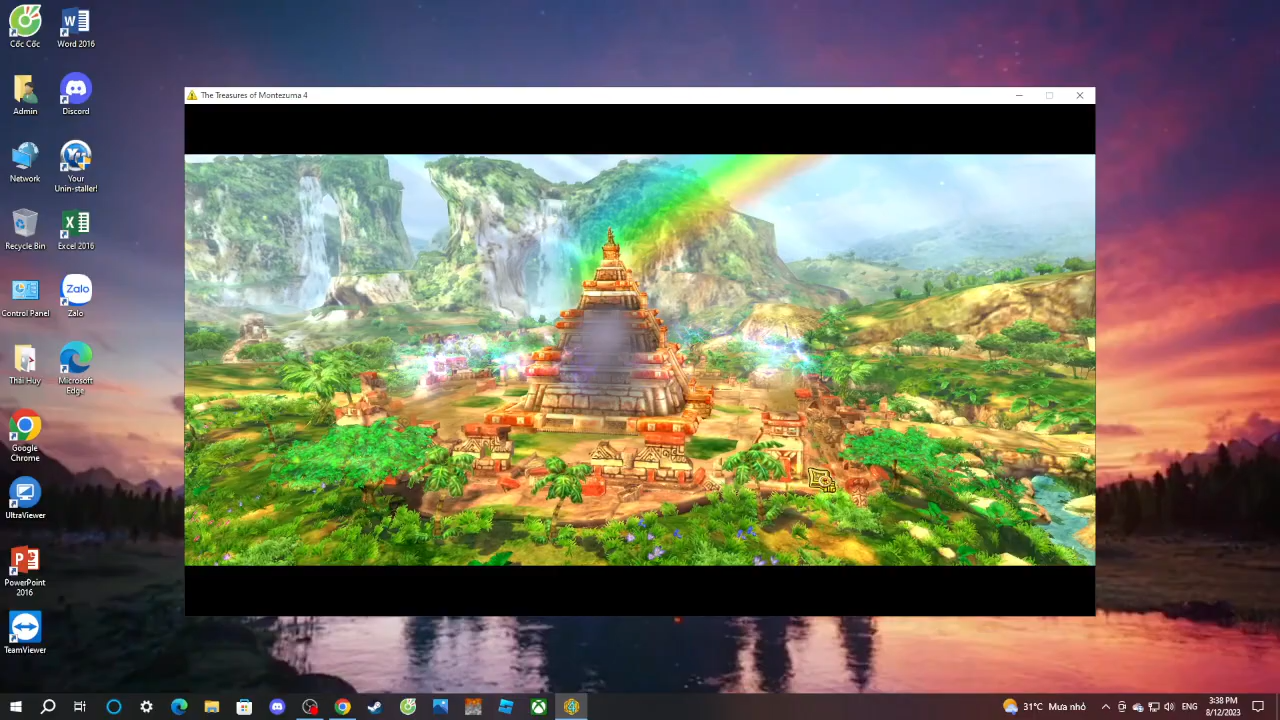 Cốc Cốc
Word 2016
Admin
Discord
Network
Your
Unin-staller!
Recycle Bin
Excel 2016
Control Panel
Zalo
Zalo
Thái Huy
Microsoft
Edge
Google
Chrome
UltraViewer
PowerPoint
2016
TeamViewer
The Treasures of Montezuma 4
31°C Mưa nhỏ
ENG
3:38 PM
8/12/2023